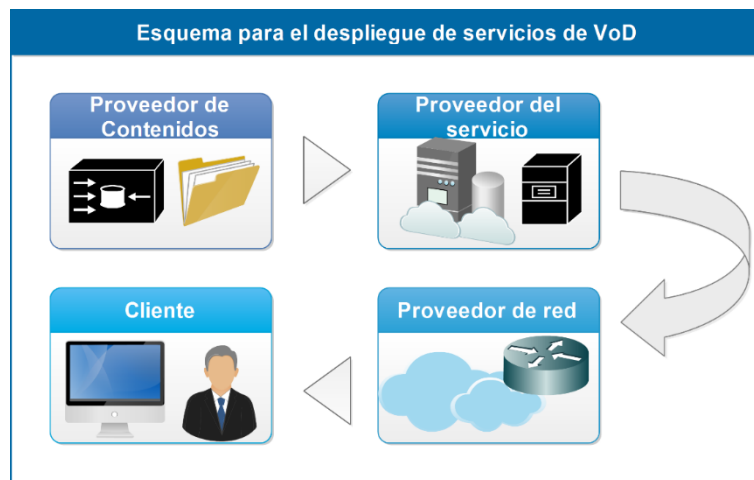 Esquema para el despliegue de servicios de VoD
Proveedor de
Contenidos
Proveedor del
servicio
Cliente
Proveedor de red